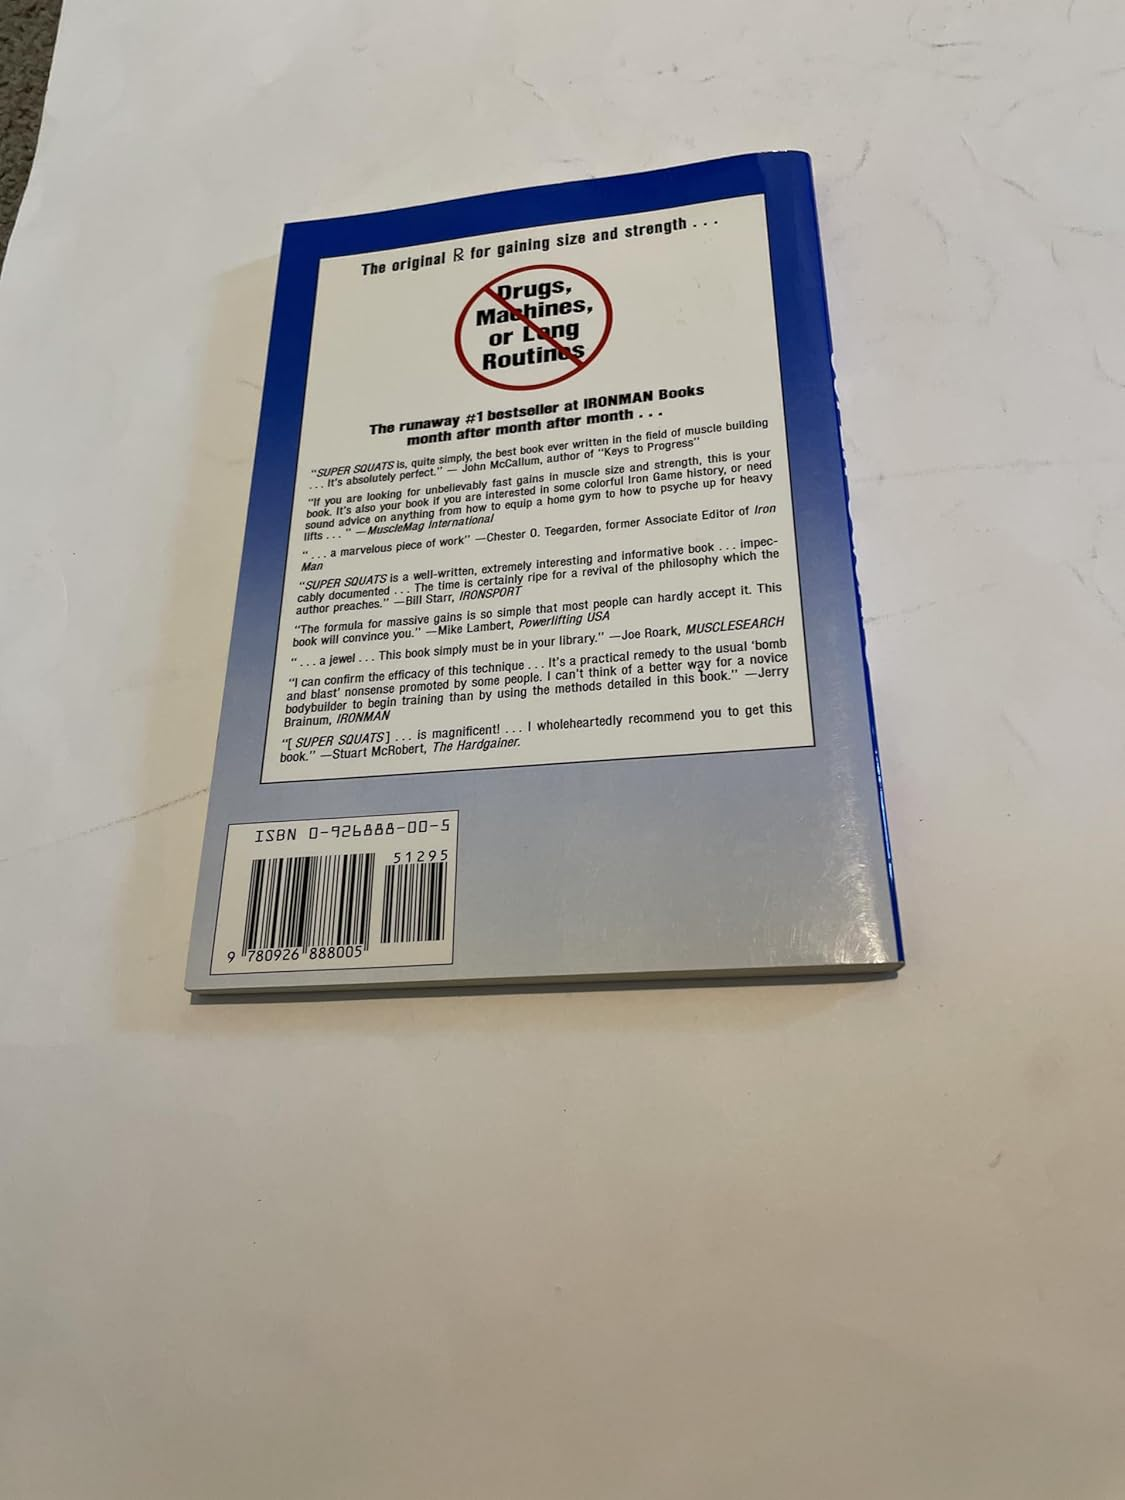 The original ℞ for gaining size and strength . . .
Drugs,
Machines,
or Long
Routines
The runaway #1 bestseller at IRONMAN Books
month after month after month . . .
“SUPER SQUATS is, quite simply, the best book ever written in the field of muscle building
. . . It’s absolutely perfect.” — John McCallum, author of “Keys to Progress”
“If you are looking for unbelievably fast gains in muscle size and strength, this is your
book. It’s also your book if you are interested in some colorful Iron Game history, or need
sound advice on anything from how to equip a home gym to how to psyche up for heavy
lifts . . . ” —MuscleMag International
“ . . . a marvelous piece of work” —Chester O. Teegarden, former Associate Editor of Iron
Man
“SUPER SQUATS is a well-written, extremely interesting and informative book . . . impec-
cably documented . . . The time is certainly ripe for a revival of the philosophy which the
author preaches.” —Bill Starr, IRONSPORT
“The formula for massive gains is so simple that most people can hardly accept it. This
book will convince you.” —Mike Lambert, Powerlifting USA
“ . . . a jewel . . . This book simply must be in your library.” —Joe Roark, MUSCLESEARCH
“I can confirm the efficacy of this technique . . . It’s a practical remedy to the usual ‘bomb
and blast’ nonsense promoted by some people. I can’t think of a better way for a novice
bodybuilder to begin training than by using the methods detailed in this book.” —Jerry
Brainum, IRONMAN
“[SUPER SQUATS] . . . is magnificent! . . . I wholeheartedly recommend you to get this
book.” —Stuart McRobert, The Hardgainer.
ISBN 0-926888-00-5
51295
9 780926 888005